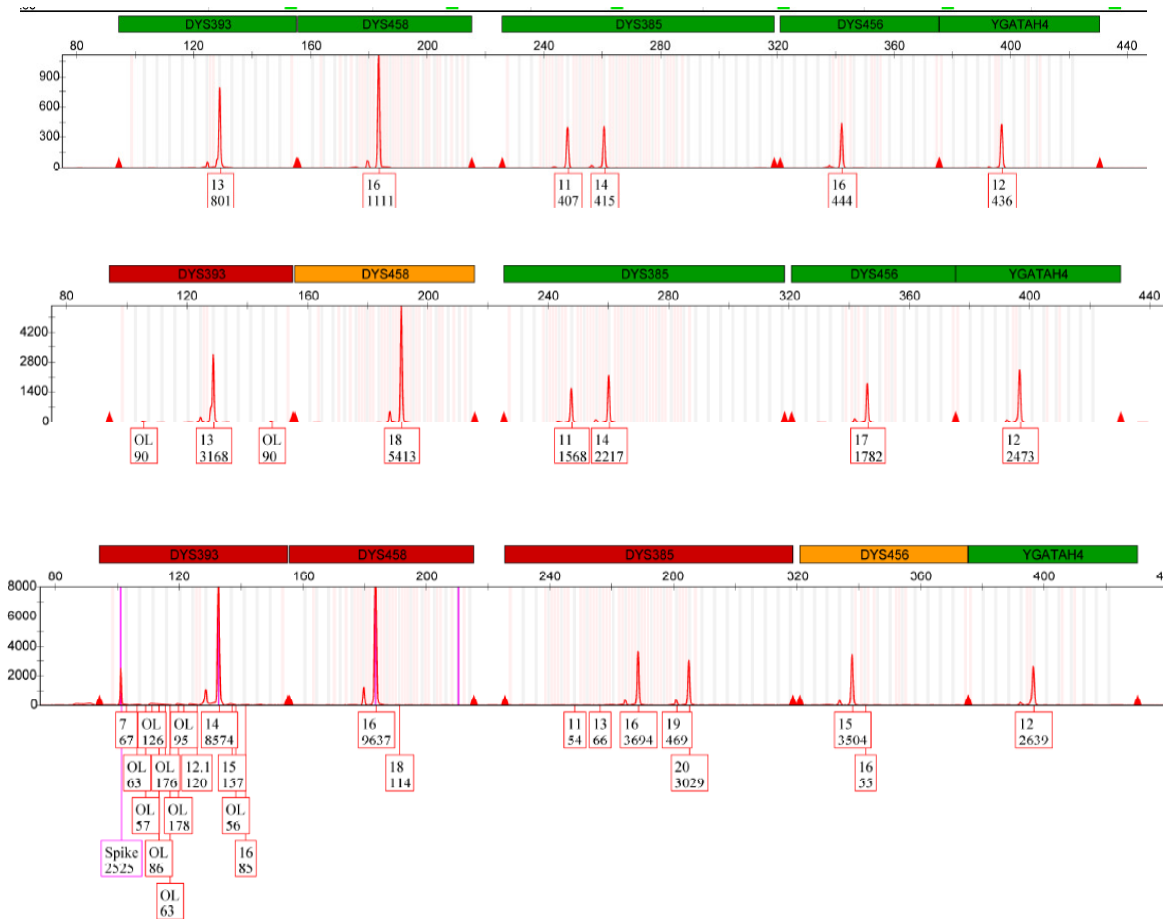 DYS393 DYS458 DYS385 DYS456 YGATAH4
80 120 160 200 240 280 320 360 400 440
900
600
300
0
13 16 11 14 16 12
801 1111 407 415 444 436
DYS393 DYS458 DYS385 DYS456 YGATAH4
80 120 160 200 240 280 320 360 400 440
4200
2800
1400
0
OL 13 OL 18 11 14 17 12
90 3168 90 5413 1568 2217 1782 2473
DYS393 DYS458 DYS385 DYS456 YGATAH4
120 160 200 240 280 320 360 400
8000
6000
4000
2000
0
7 OL OL 14 16 11 13 16 19 15 12
67 126 95 8574 9637 54 66 3694 469 3504 2639
OL OL 12.1 15 18 20 16
63 176 120 137 114 3029
OL OL OL
57 178 56
Spike OL 16
2525 86 85
OL
63